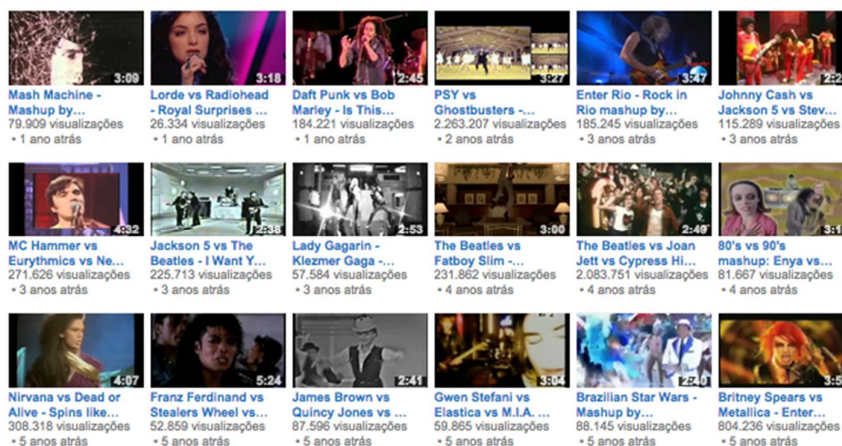 3:09
3:18
2:45
3:27
3:47
2:2
Mash Machine -
Mashup by...
79.909 visualizações
• 1 ano atrás
Lorde vs Radiohead
- Royal Surprises ...
26.334 visualizações
• 1 ano atrás
Daft Punk vs Bob
Marley - Is This...
184.221 visualizações
• 1 ano atrás
PSY vs
Ghostbusters -...
2.263.207 visualizações
• 2 anos atrás
Enter Rio - Rock in
Rio mashup by...
185.245 visualizações
• 3 anos atrás
Johnny Cash vs
Jackson 5 vs Stev...
115.289 visualizações
• 3 anos atrás
4:32
2:38
2:53
3:00
2:49
3:1
MC Hammer vs
Eurythmics vs Ne...
271.626 visualizações
• 3 anos atrás
Jackson 5 vs The
Beatles - I Want Y...
225.713 visualizações
• 3 anos atrás
Lady Gagarin -
Klezmer Gaga -...
57.584 visualizações
• 3 anos atrás
The Beatles vs
Fatboy Slim -...
231.862 visualizações
• 4 anos atrás
The Beatles vs Joan
Jett vs Cypress Hi...
2.083.751 visualizações
• 4 anos atrás
80's vs 90's
mashup: Enya vs...
81.667 visualizações
• 4 anos atrás
4:07
5:24
2:41
3:04
2:40
3:5
Nirvana vs Dead or
Alive - Spins like...
308.318 visualizações
• 5 anos atrás
Franz Ferdinand vs
Stealers Wheel vs...
52.859 visualizações
• 5 anos atrás
James Brown vs
Quincy Jones vs ...
87.596 visualizações
• 5 anos atrás
Gwen Stefani vs
Elastica vs M.I.A. ...
59.865 visualizações
• 5 anos atrás
Brazilian Star Wars -
Mashup by...
88.145 visualizações
• 5 anos atrás
Britney Spears vs
Metallica - Enter...
804.236 visualizações
• 5 anos atrás